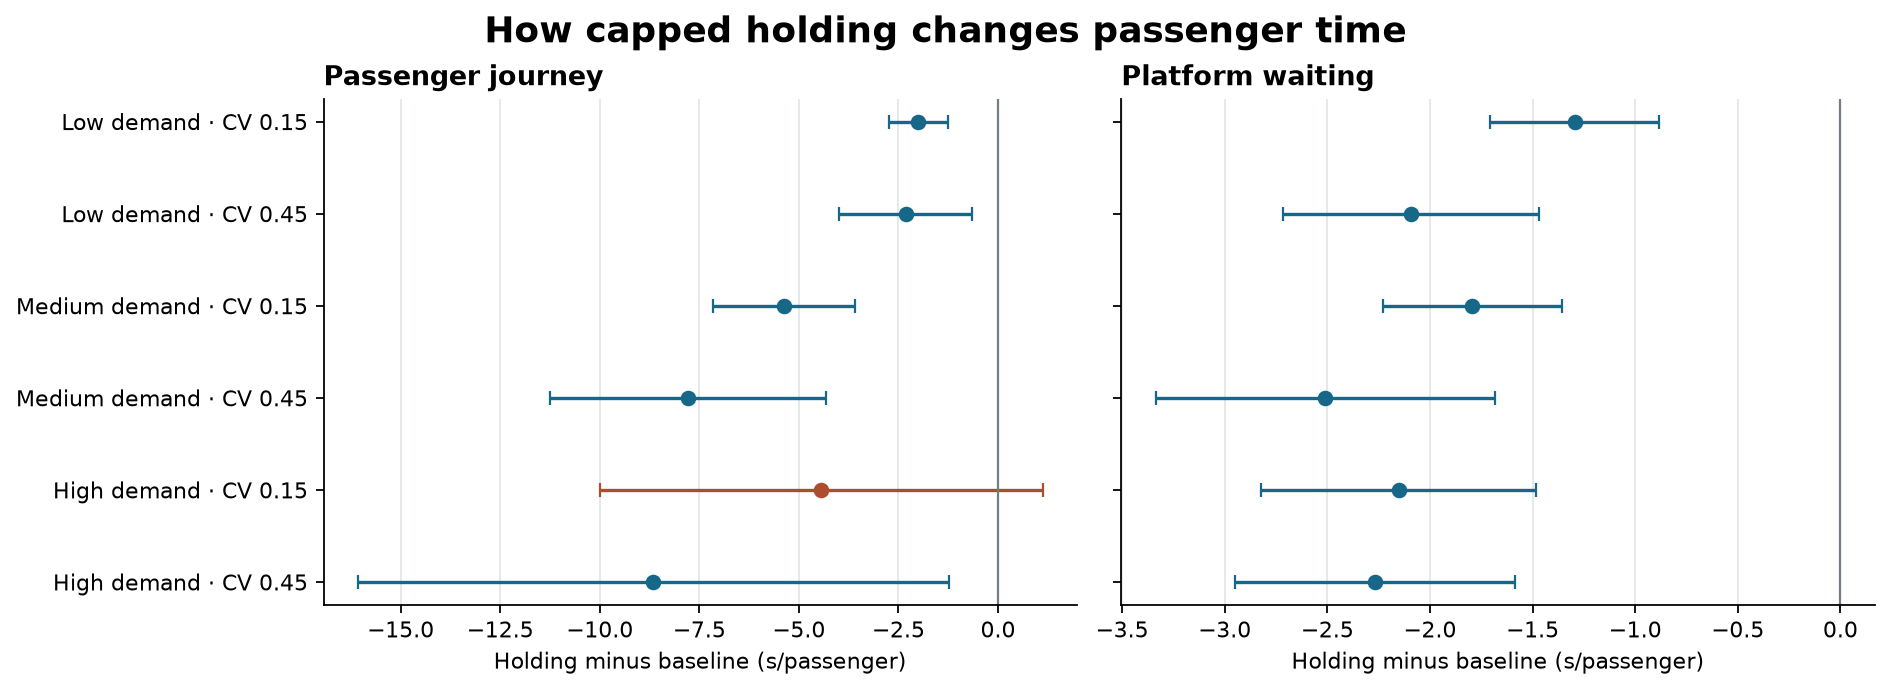 How capped holding changes passenger time
Passenger journey
Platform waiting
Low demand · CV 0.15
Low demand · CV 0.45
Medium demand · CV 0.15
Medium demand · CV 0.45
High demand · CV 0.15
High demand · CV 0.45
−15.0 −12.5 −10.0 −7.5 −5.0 −2.5 0.0
Holding minus baseline (s/passenger)
−3.5 −3.0 −2.5 −2.0 −1.5 −1.0 −0.5 0.0
Holding minus baseline (s/passenger)